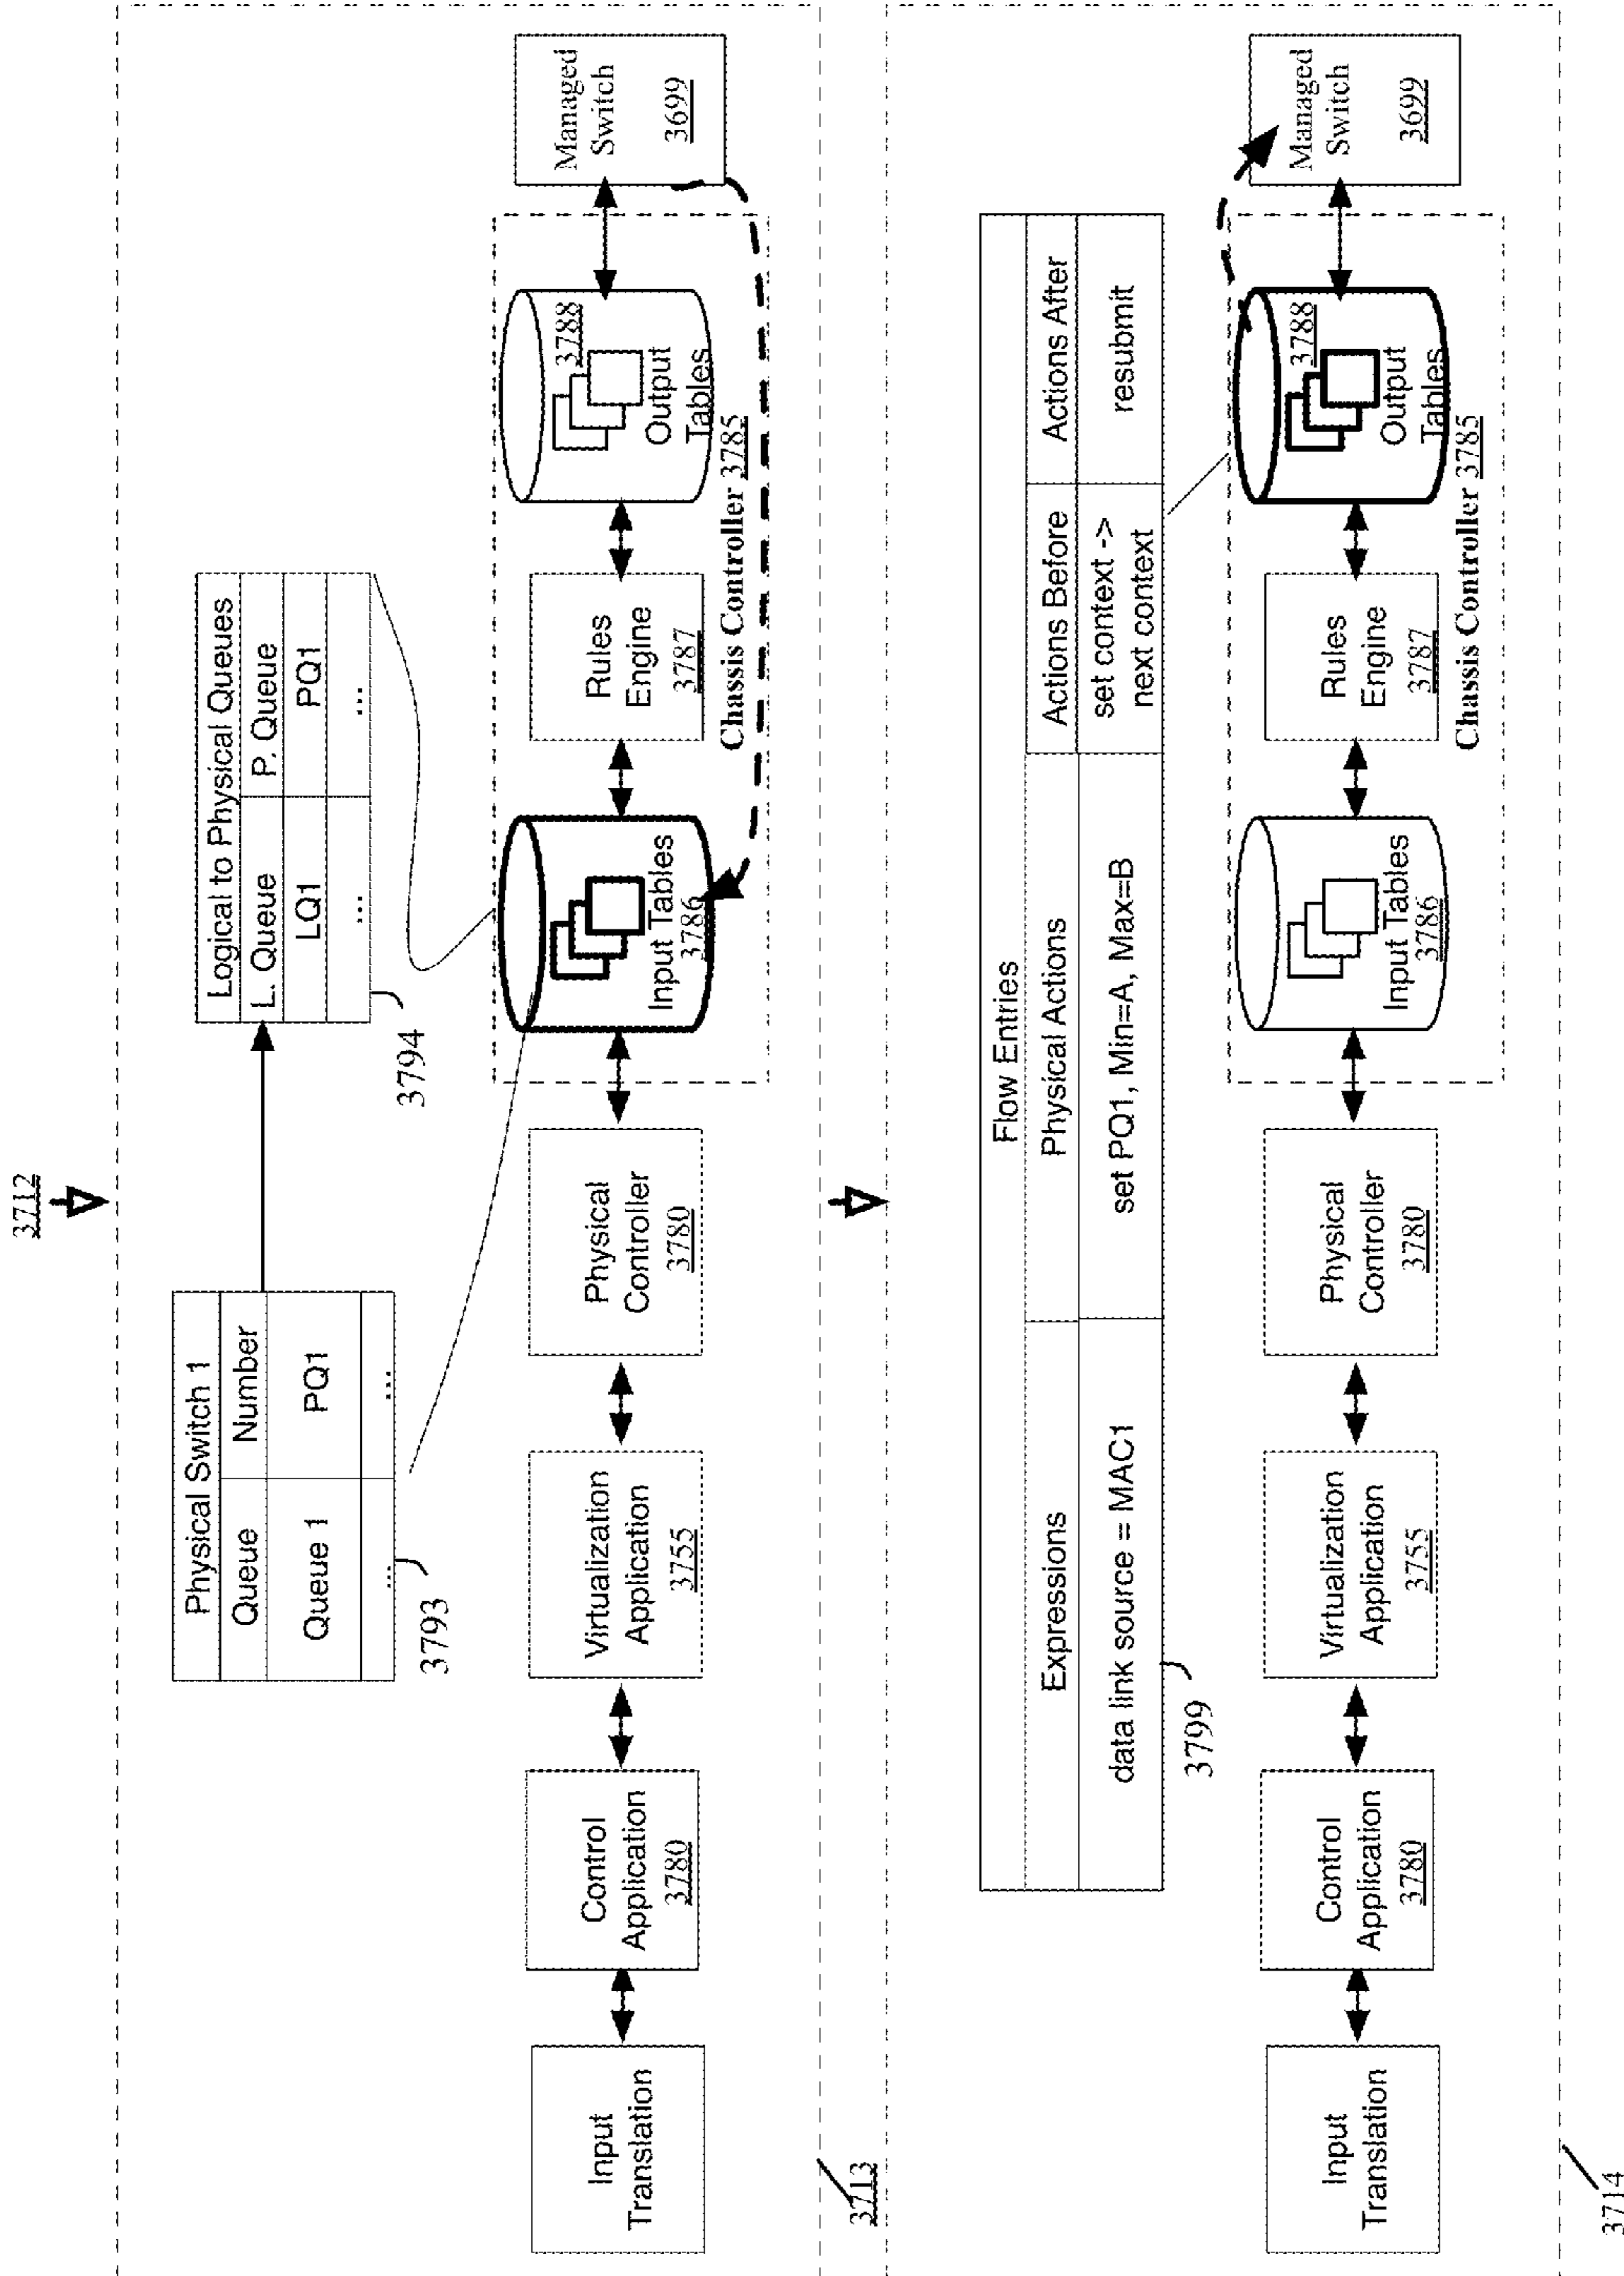 3712
Physical Switch 1
Queue Number
Queue 1 PQ1
... ...
3793
Logical to Physical Queues
L. Queue P. Queue
LQ1 PQ1
... ...
3794
Input
Translation
Control
Application
3780
Virtualization
Application
3755
Physical
Controller
3780
Input Tables
3786
Rules
Engine
3787
3788
Output
Tables
Chassis Controller 3785
Managed
Switch
3699
3713
Flow Entries
Expressions Physical Actions Actions Before Actions After
data link source = MAC1 set PQ1, Min=A, Max=B set context -> resubmit
next context
3799
Input
Translation
Control
Application
3780
Virtualization
Application
3755
Physical
Controller
3780
Input Tables
3786
Rules
Engine
3787
3788
Output
Tables
Chassis Controller 3785
Managed
Switch
3699
3714